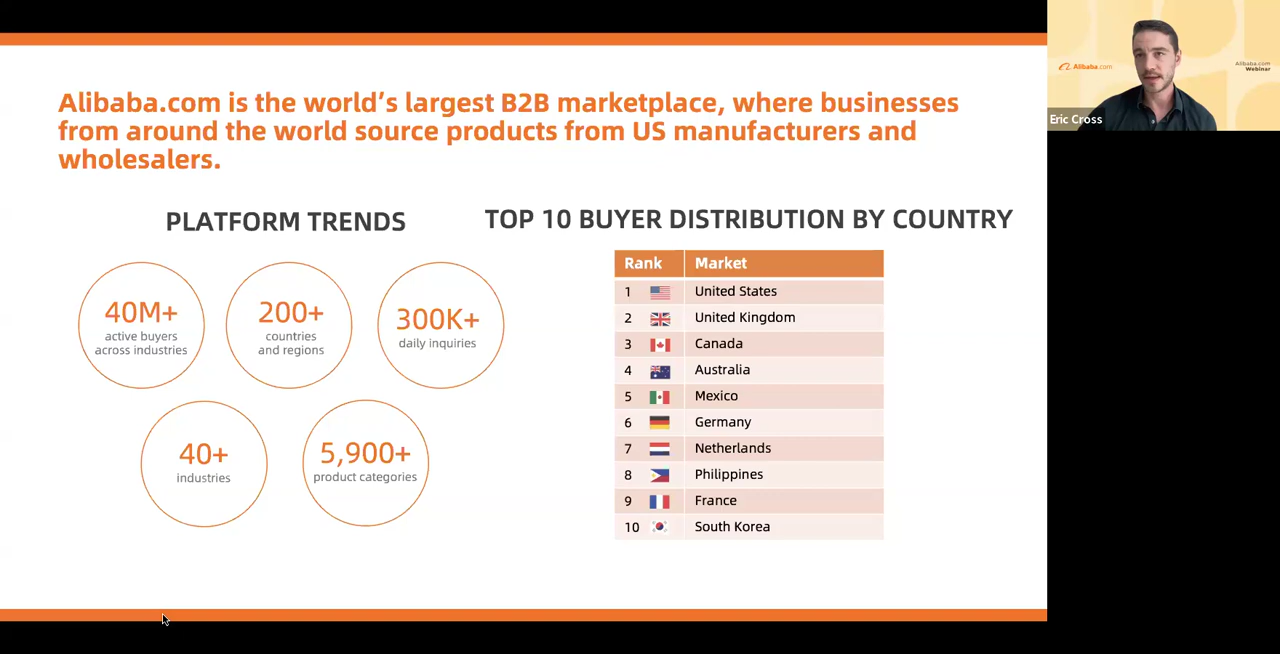 Alibaba.com is the world's largest B2B marketplace, where businesses
from around the world source products from US manufacturers and
wholesalers.
PLATFORM TRENDS
40M+
active buyers
across industries
200+
countries
and regions
300K+
daily inquiries
40+
industries
5,900+
product categories
TOP 10 BUYER DISTRIBUTION BY COUNTRY
Rank Market
1 United States
2 United Kingdom
3 Canada
4 Australia
5 Mexico
6 Germany
7 Netherlands
8 Philippines
9 France
10 South Korea
Alibaba.com
Alibaba.com
Webinar
Eric Cross